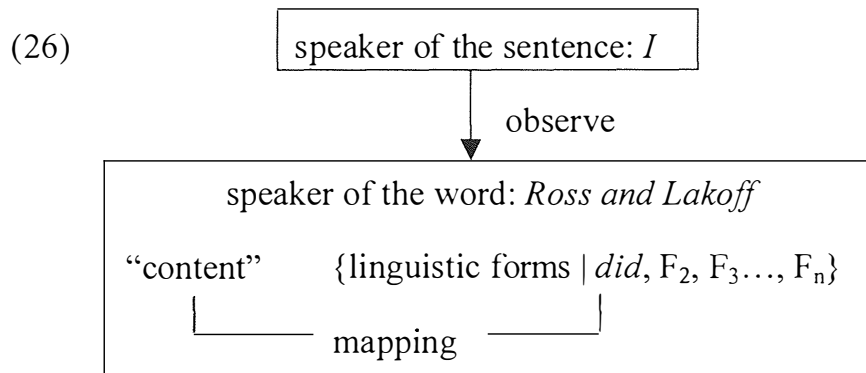 (26) speaker of the sentence: I
observe
speaker of the word: Ross and Lakoff
“content” {linguistic forms | did, F₂, F₃…, Fₙ}
mapping